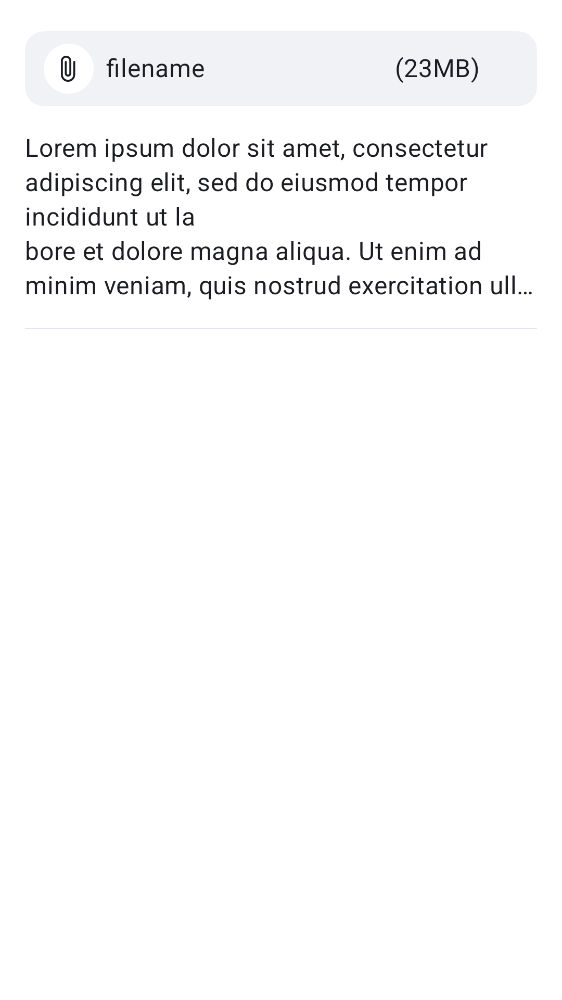 filename (23MB)
Lorem ipsum dolor sit amet, consectetur
adipiscing elit, sed do eiusmod tempor
incididunt ut la
bore et dolore magna aliqua. Ut enim ad
minim veniam, quis nostrud exercitation ull…